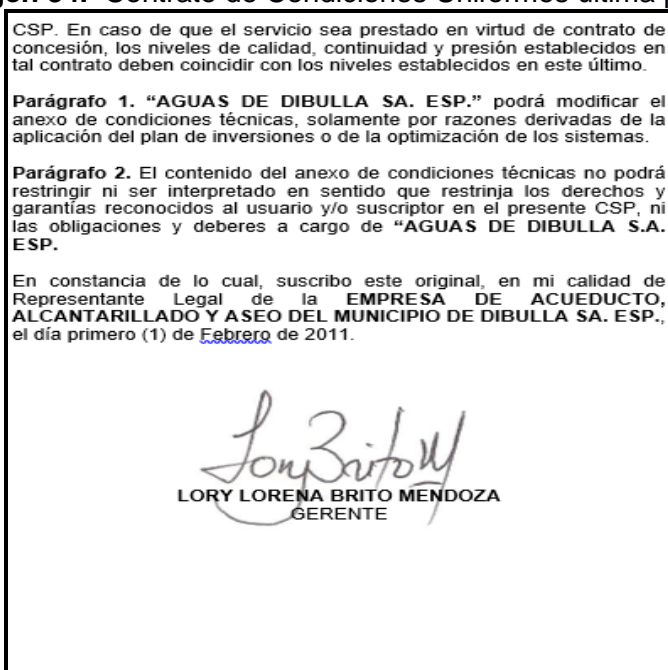 CSP. En caso de que el servicio sea prestado en virtud de contrato de
concesión, los niveles de calidad, continuidad y presión establecidos en
tal contrato deben coincidir con los niveles establecidos en este último.
Parágrafo 1. “AGUAS DE DIBULLA SA. ESP.” podrá modificar el
anexo de condiciones técnicas, solamente por razones derivadas de la
aplicación del plan de inversiones o de la optimización de los sistemas.
Parágrafo 2. El contenido del anexo de condiciones técnicas no podrá
restringir ni ser interpretado en sentido que restrinja los derechos y
garantías reconocidos al usuario y/o suscriptor en el presente CSP, ni
las obligaciones y deberes a cargo de “AGUAS DE DIBULLA S.A.
ESP.
En constancia de lo cual, suscribo este original, en mi calidad de
Representante Legal de la EMPRESA DE ACUEDUCTO,
ALCANTARILLADO Y ASEO DEL MUNICIPIO DE DIBULLA SA. ESP.,
el día primero (1) de Febrero de 2011.
Lory Brito M
LORY LORENA BRITO MENDOZA
GERENTE